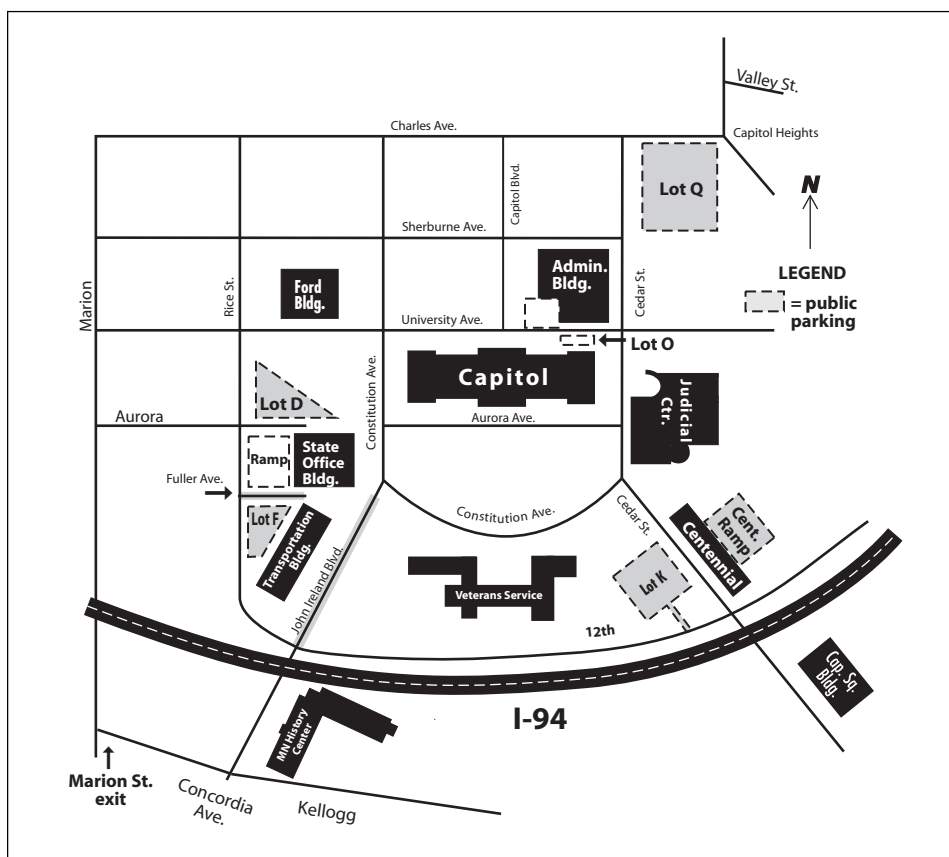 Valley St.
Charles Ave.
Capitol Heights
Capitol Blvd.
Lot Q
N
Sherburne Ave.
Marion
Rice St.
Ford
Bldg.
Admin.
Bldg.
Cedar St.
LEGEND
= public
parking
University Ave.
Lot O
Constitution Ave.
Capitol
Judicial
Ctr.
Lot D
Aurora
Aurora Ave.
Ramp
State
Office
Bldg.
Fuller Ave.
Lot F
Transportation
Bldg.
John Ireland Blvd.
Constitution Ave.
Cedar St.
Cent.
Ramp
Centennial
Lot K
Veterans Service
12th
Cap. Sq.
Bldg.
I-94
MN History
Center
Marion St.
exit
Concordia
Ave.
Kellogg